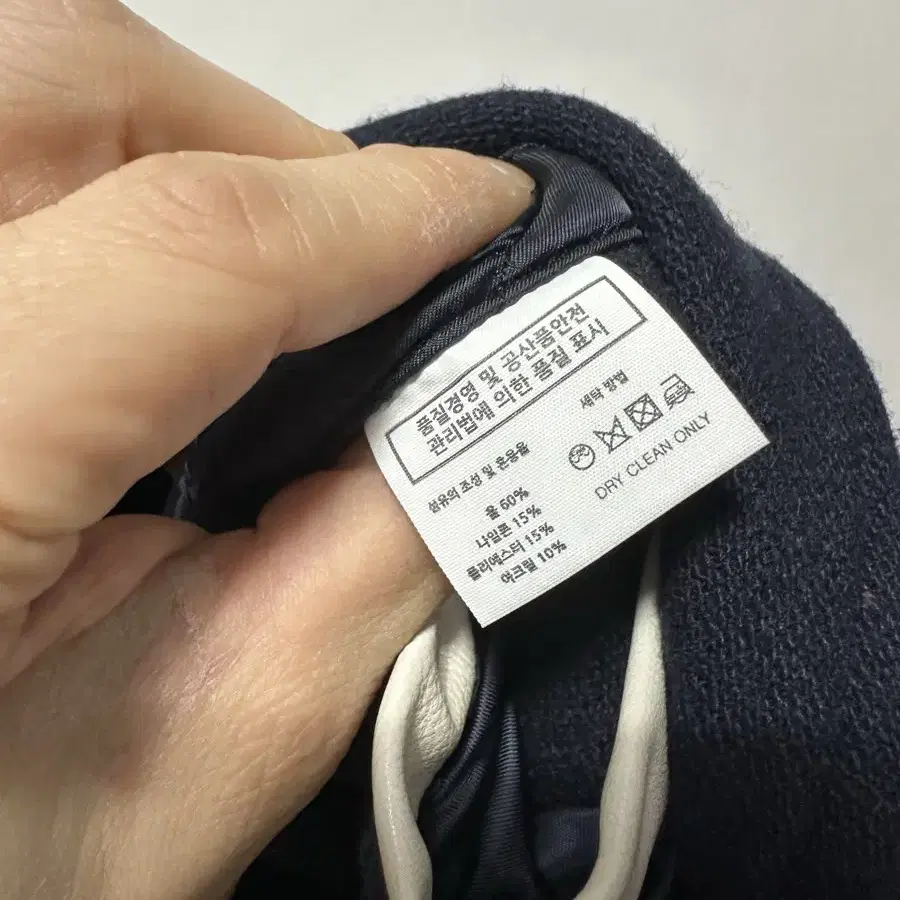 품질경영 및 공산품안전
관리법에 의한 품질 표시
섬유의 조성 및 혼용율
울 60%
나일론 15%
폴리에스터 15%
아크릴 10%
세탁 방법
DRY CLEAN ONLY